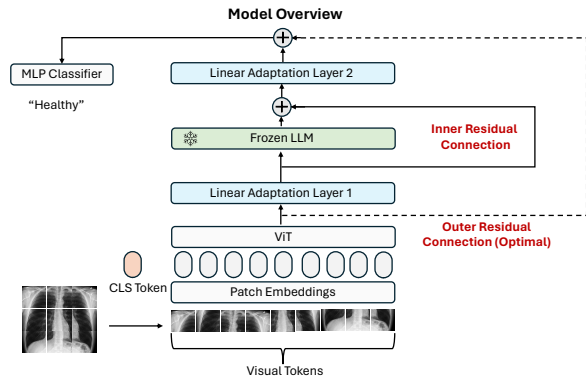 Model Overview
MLP Classifier
Linear Adaptation Layer 2
“Healthy”
Frozen LLM
Inner Residual
Connection
Linear Adaptation Layer 1
Outer Residual
Connection (Optimal)
ViT
CLS Token
Patch Embeddings
Visual Tokens